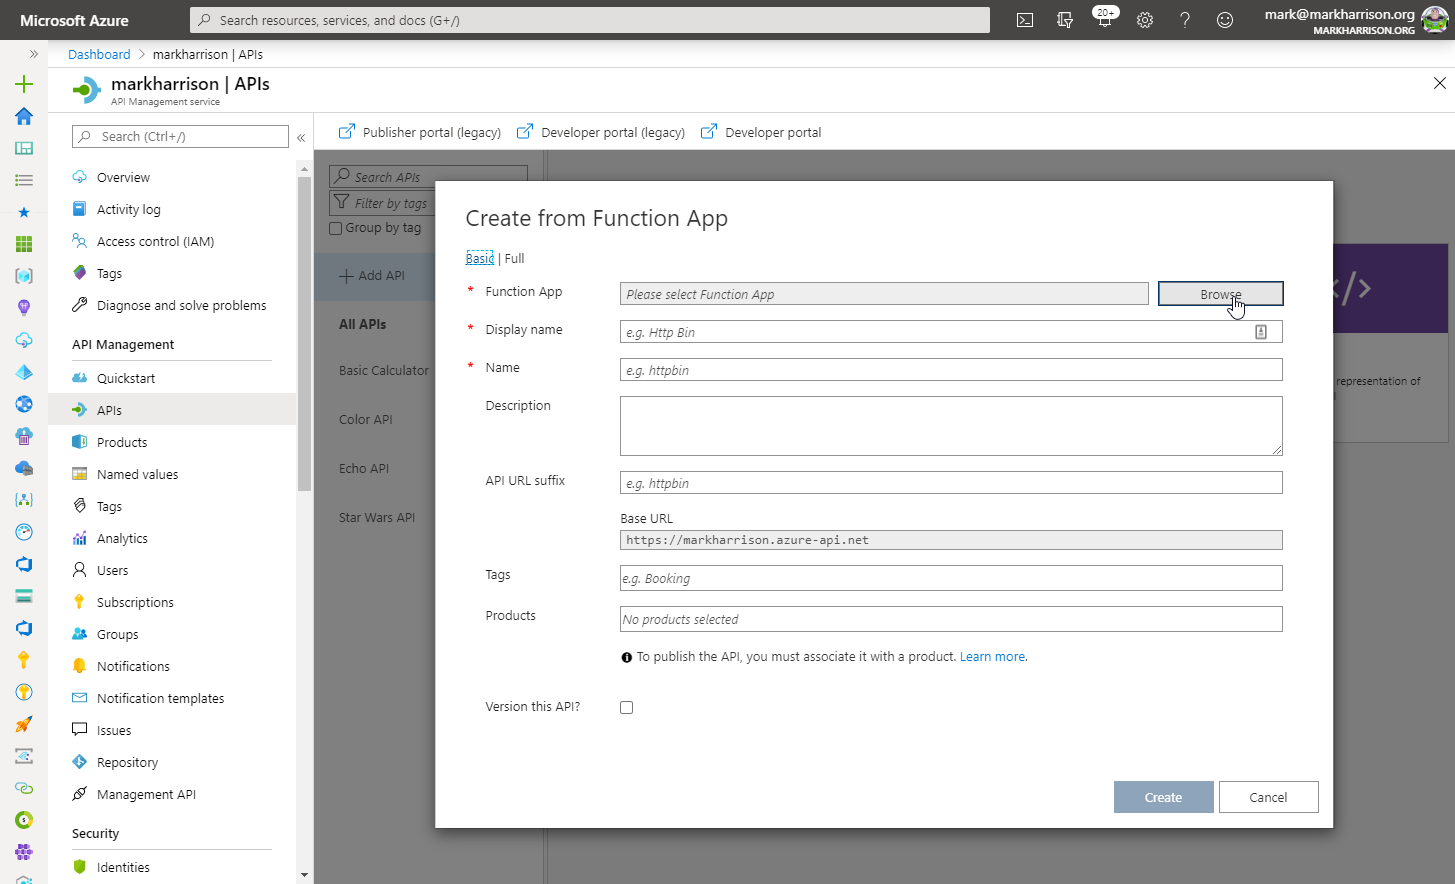 Microsoft Azure
Search resources, services, and docs (G+/)
20+
mark@markharrison.org
MARKHARRISON.ORG
Dashboard > markharrison | APIs
markharrison | APIs
API Management service
Search (Ctrl+/)
Overview
Activity log
Access control (IAM)
Tags
Diagnose and solve problems
API Management
Quickstart
APIs
Products
Named values
Tags
Analytics
Users
Subscriptions
Groups
Notifications
Notification templates
Issues
Repository
Management API
Security
Identities
Publisher portal (legacy)
Developer portal (legacy)
Developer portal
Search APIs
Filter by tags
Group by tag
Add API
All APIs
Basic Calculator
Color API
Echo API
Star Wars API
Create from Function App
Basic | Full
* Function App
Please select Function App
Browse
* Display name
e.g. Http Bin
* Name
e.g. httpbin
Description
API URL suffix
e.g. httpbin
Base URL
https://markharrison.azure-api.net
Tags
e.g. Booking
Products
No products selected
To publish the API, you must associate it with a product. Learn more.
Version this API?
Create
Cancel
representation of